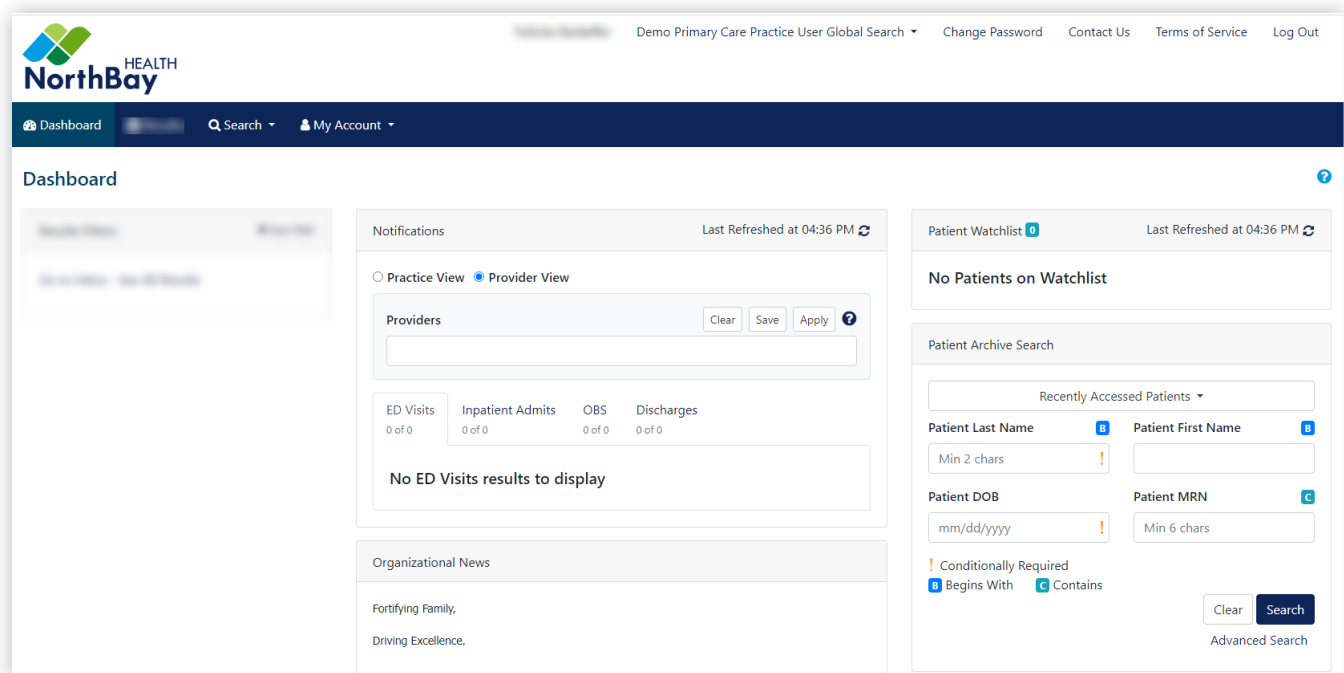 HEALTH
NorthBay
Demo Primary Care Practice User Global Search
Change Password
Contact Us
Terms of Service
Log Out
Dashboard
Search
My Account
Dashboard
Notifications
Last Refreshed at 04:36 PM
Practice View
Provider View
Providers
Clear
Save
Apply
ED Visits
0 of 0
Inpatient Admits
0 of 0
OBS
0 of 0
Discharges
0 of 0
No ED Visits results to display
Organizational News
Fortifying Family,
Driving Excellence.
Patient Watchlist 0
Last Refreshed at 04:36 PM
No Patients on Watchlist
Patient Archive Search
Recently Accessed Patients
Patient Last Name B
Min 2 chars !
Patient First Name B
Patient DOB
mm/dd/yyyy !
Patient MRN C
Min 6 chars
! Conditionally Required
B Begins With C Contains
Clear
Search
Advanced Search